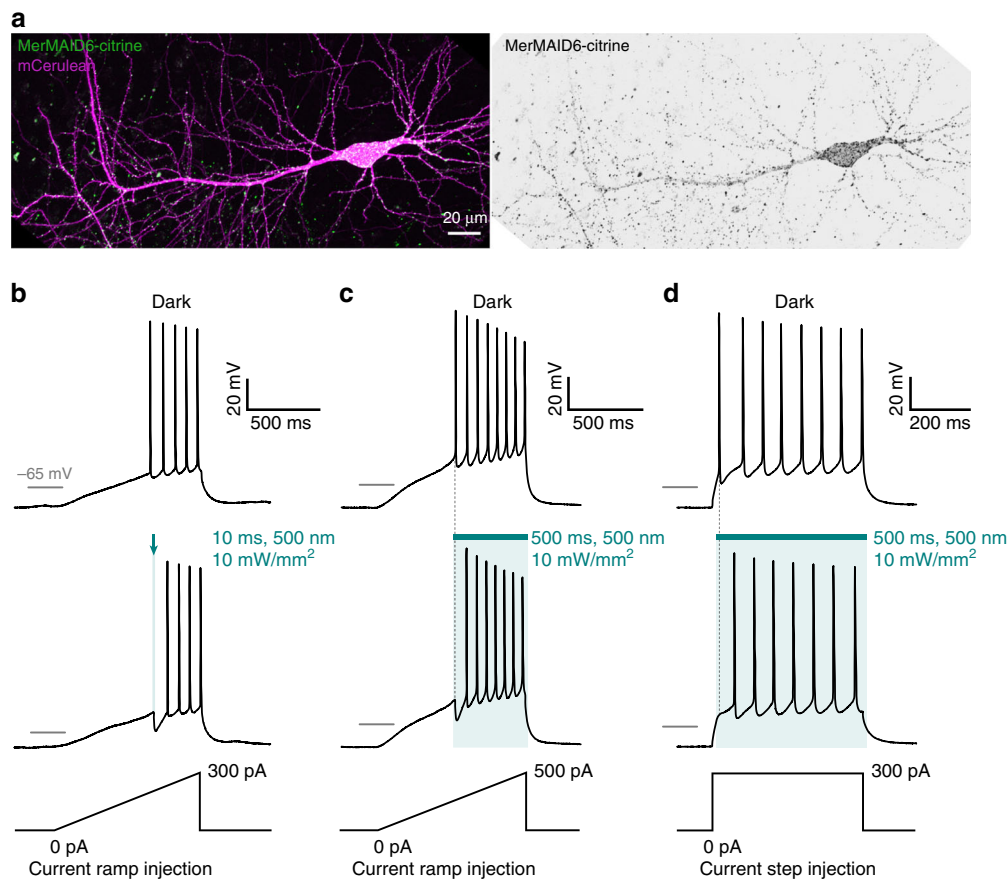 a
MerMAID6-citrine
mCerulean
20 μm
MerMAID6-citrine
b
Dark
20 mV
500 ms
–65 mV
10 ms, 500 nm
10 mW/mm²
300 pA
0 pA
Current ramp injection
c
Dark
20 mV
500 ms
500 ms, 500 nm
10 mW/mm²
500 pA
0 pA
Current ramp injection
d
Dark
20 mV
200 ms
500 ms, 500 nm
10 mW/mm²
300 pA
0 pA
Current step injection